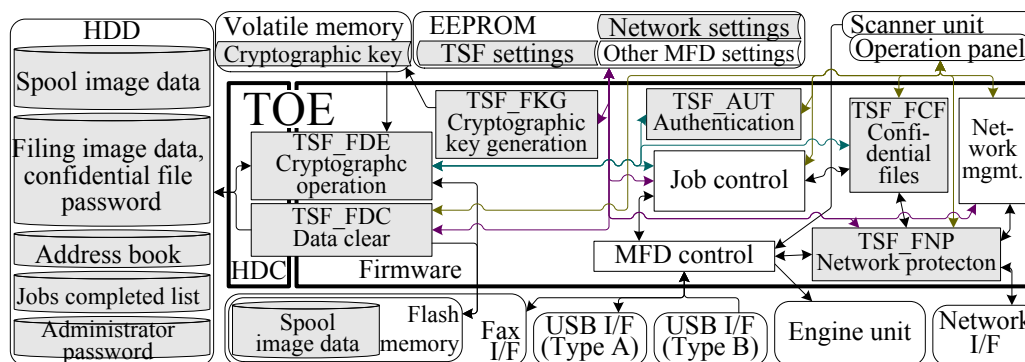 HDD
Spool image data
Filing image data,
confidential file
password
Address book
Jobs completed list
Administrator
password
Volatile memory
Cryptographic key
EEPROM
Network settings
TSF settings
Other MFD settings
Scanner unit
Operation panel
TOE
TSF_FDE
Cryptographc
operation
TSF_FDC
Data clear
HDC
Firmware
TSF_FKG
Cryptographic
key generation
TSF_AUT
Authentication
Job control
MFD control
TSF_FCF
Confi-
dential
files
Net-
work
mgmt.
TSF_FNP
Network protecton
Spool
image data
Flash
memory
Fax
I/F
USB I/F
(Type A)
USB I/F
(Type B)
Engine unit
Network
I/F